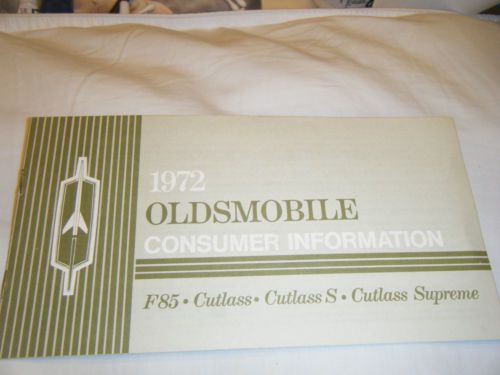 1972
OLDSMOBILE
CONSUMER INFORMATION
F85 • Cutlass • Cutlass S • Cutlass Supreme